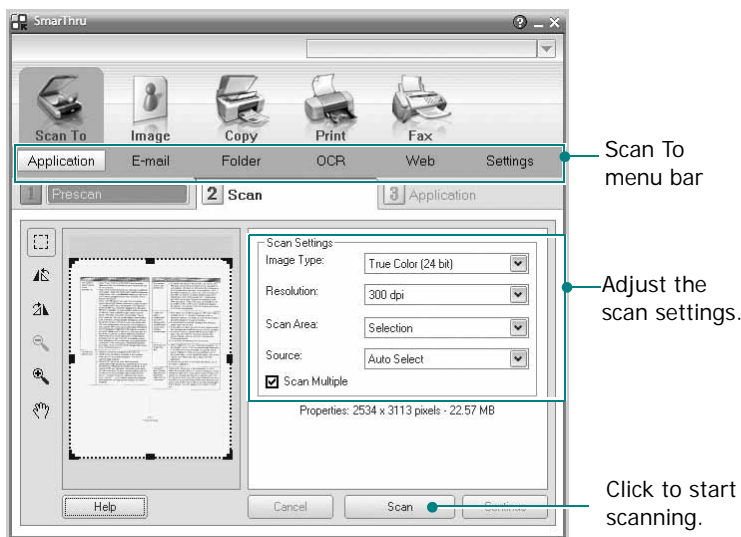 SmarThru
Scan To Image Copy Print Fax
Application E-mail Folder OCR Web Settings
Scan To
menu bar
1 Prescan 2 Scan 3 Application
Scan Settings
Image Type: True Color (24 bit)
Resolution: 300 dpi
Scan Area: Selection
Source: Auto Select
Scan Multiple
Adjust the
scan settings.
Properties: 2534 x 3113 pixels - 22.57 MB
Help Cancel Scan
Click to start
scanning.